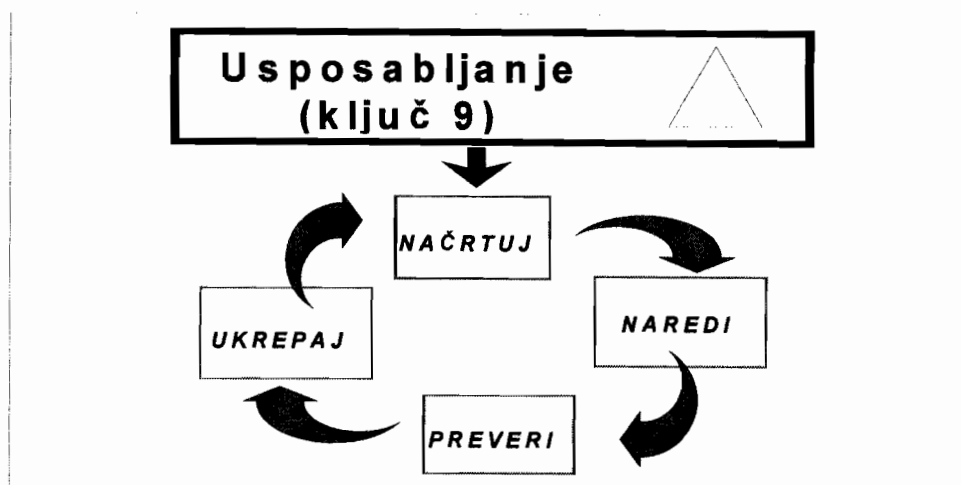 Usposabljanje
(ključ 9)
NAČRTUJ
NAREDI
UKREPAJ
PREVERI